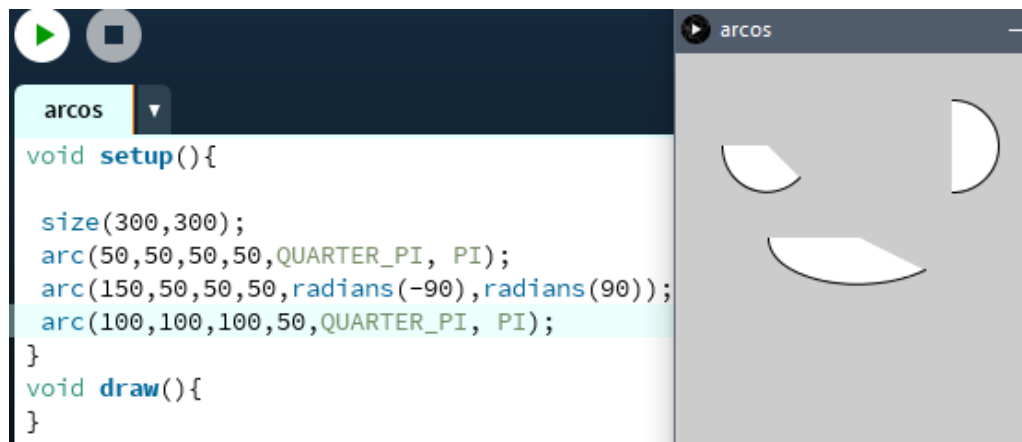 arcos
arcos
void setup(){
size(300,300);
arc(50,50,50,50,QUARTER_PI, PI);
arc(150,50,50,50,radians(-90),radians(90));
arc(100,100,100,50,QUARTER_PI, PI);
}
void draw(){
}